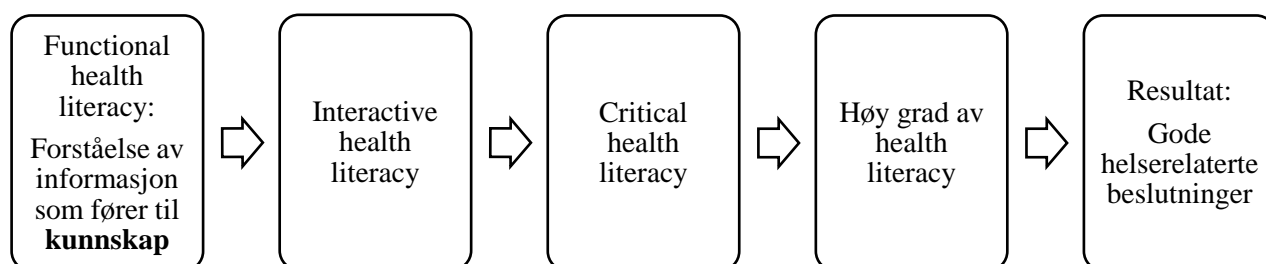 Functional
health
literacy:
Forståelse av
informasjon
som fører til
kunnskap
Interactive
health
literacy
Critical
health
literacy
Høy grad av
health
literacy
Resultat:
Gode
helserelaterte
beslutninger